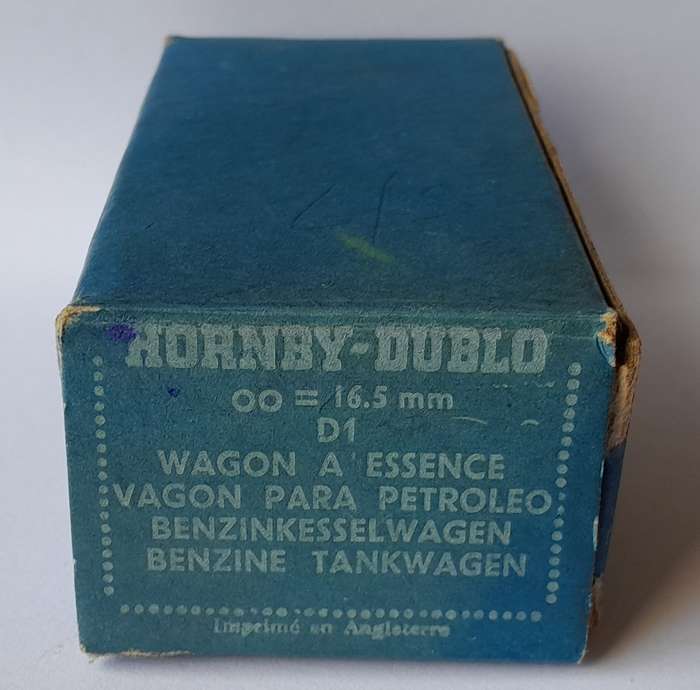 HORNBY-DUBLO
OO = 16.5 mm
D1
WAGON A' ESSENCE
VAGON PARA PETROLEO
BENZINKESSELWAGEN
BENZINE TANKWAGEN
Imprimé en Angleterre